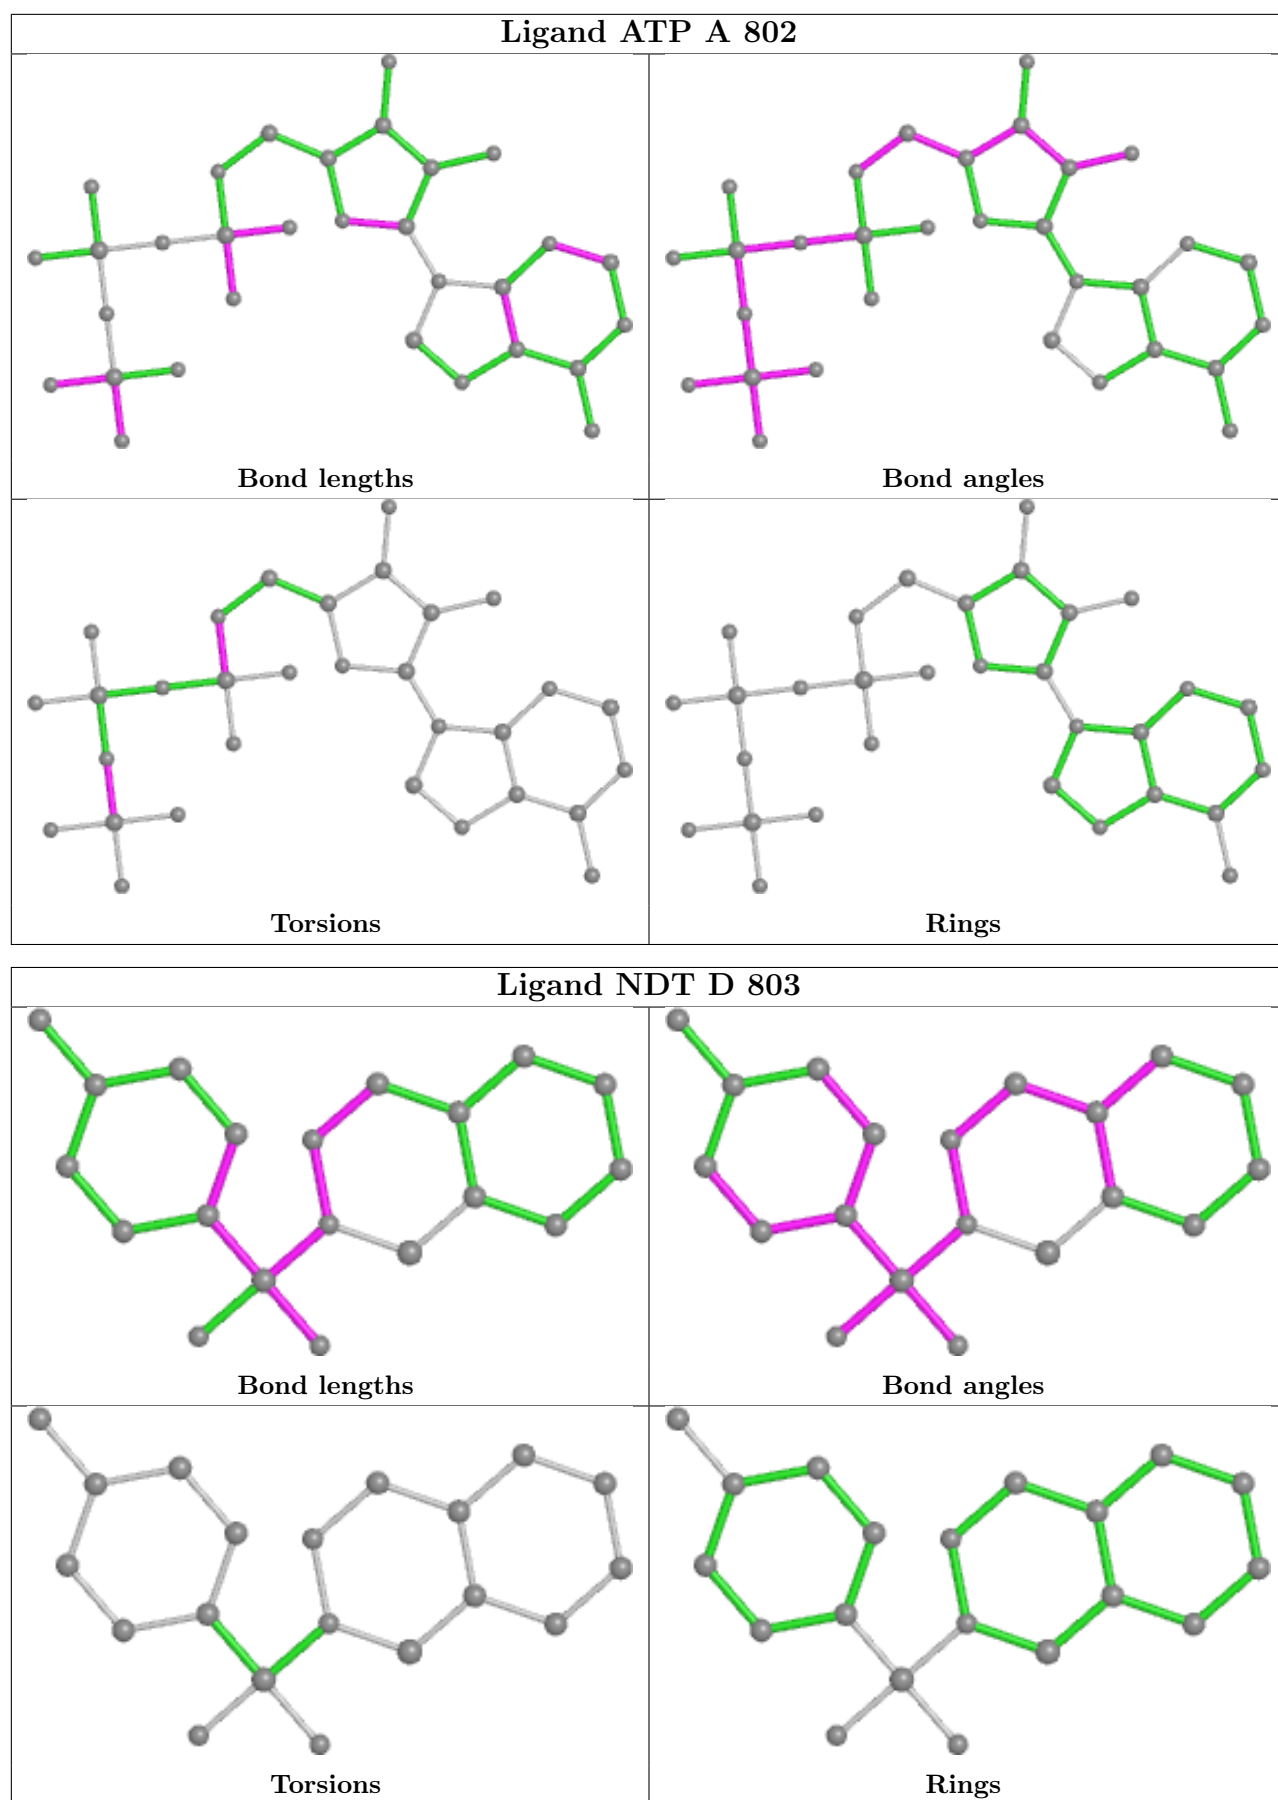 Ligand ATP A 802
Bond lengths
Bond angles
Torsions
Rings
Ligand NDT D 803
Bond lengths
Bond angles
Torsions
Rings